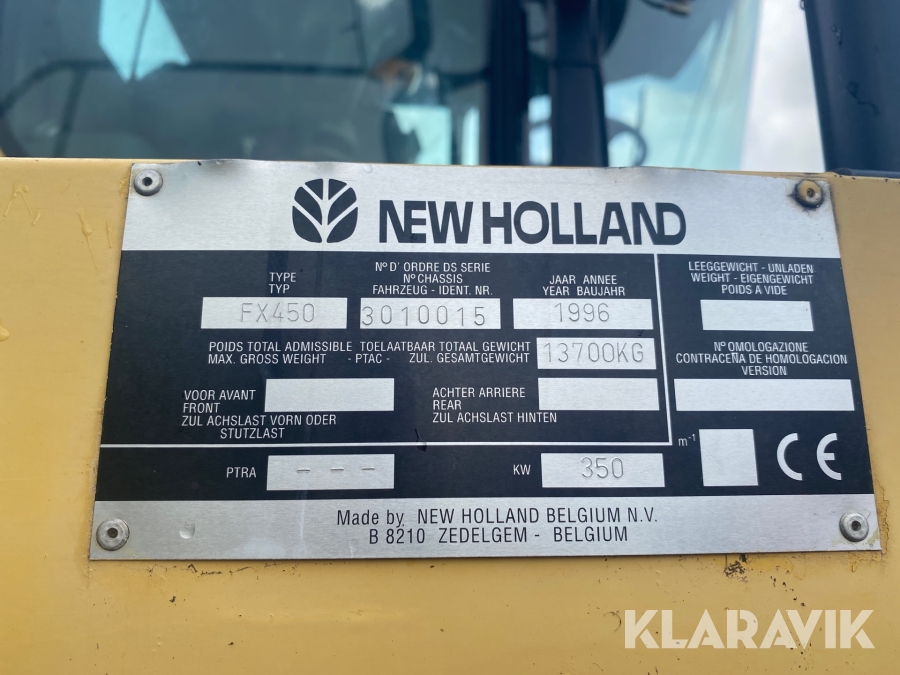 NEW HOLLAND
TYPE
TYP
FX450
N° D' ORDRE DS SERIE
N° CHASSIS
FAHRZEUG - IDENT. NR.
3010015
JAAR ANNEE
YEAR BAUJAHR
1996
LEEGGEWICHT - UNLADEN
WEIGHT - EIGENGEWICHT
POIDS A VIDE
POIDS TOTAL ADMISSIBLE TOELAATBAAR TOTAAL GEWICHT
MAX. GROSS WEIGHT - PTAC - ZUL. GESAMTGEWICHT
13700KG
N° OMOLOGAZIONE
CONTRACEÑA DE HOMOLOGACION
VERSION
VOOR AVANT
FRONT
ZUL ACHSLAST VORN ODER
STUTZLAST
ACHTER ARRIERE
REAR
ZUL ACHSLAST HINTEN
PTRA
- - -
KW
350
m-1
CE
Made by NEW HOLLAND BELGIUM N.V.
B 8210 ZEDELGEM - BELGIUM
KLARAVIK